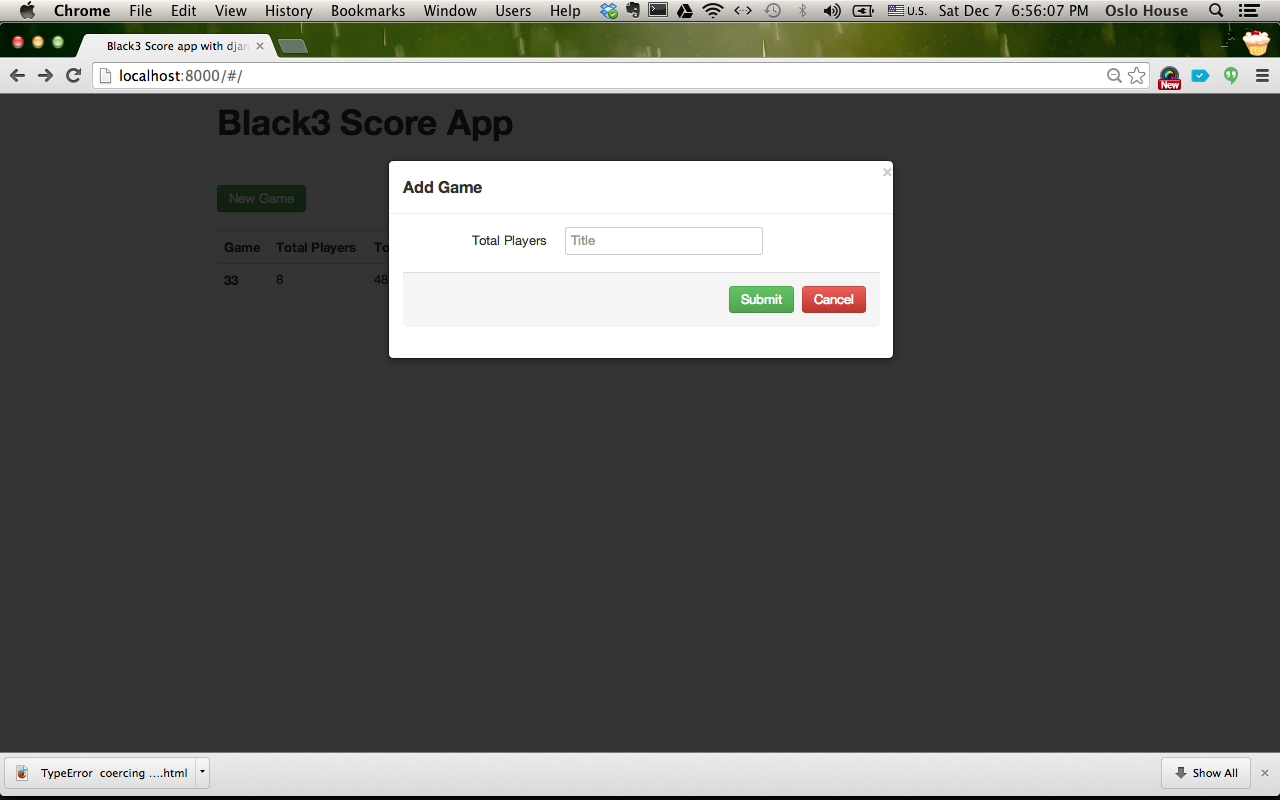 Chrome File Edit View History Bookmarks Window Users Help U.S. Sat Dec 7 6:56:07 PM Oslo House
Black3 Score app with djan
localhost:8000/#/
New
Black3 Score App
Add Game
New Game
Total Players Title
Game Total Players To
33 8 48
Submit Cancel
TypeError coercing ....html
Show All